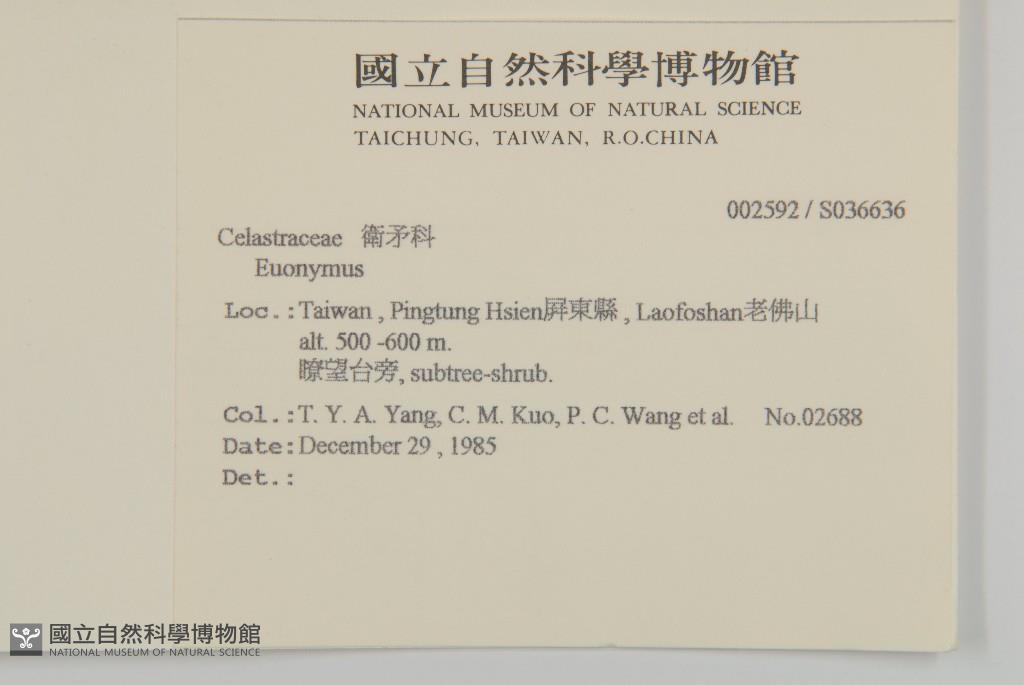 國立自然科學博物館
NATIONAL MUSEUM OF NATURAL SCIENCE
TAICHUNG, TAIWAN, R.O.CHINA
002592 / S036636
Celastraceae 衛矛科
Euonymus
Loc.:Taiwan , Pingtung Hsien屏東縣 , Laofoshan老佛山
alt. 500 -600 m.
瞭望台旁, subtree-shrub.
Col.:T. Y. A. Yang, C. M. Kuo, P. C. Wang et al. No.02688
Date:December 29 , 1985
Det.:
國立自然科學博物館
NATIONAL MUSEUM OF NATURAL SCIENCE